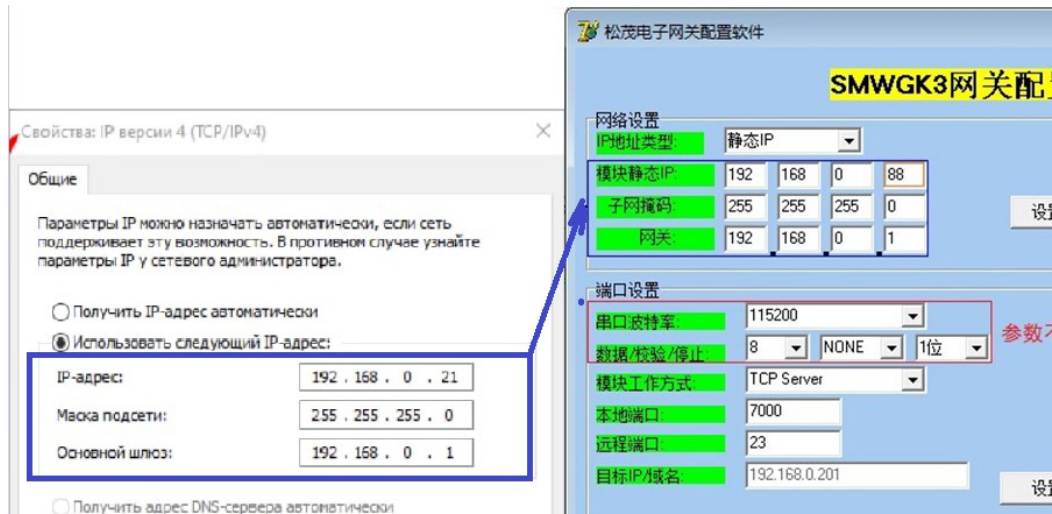 Свойства: IP версии 4 (TCP/IPv4)
Общие
Параметры IP можно назначать автоматически, если сеть
поддерживает эту возможность. В противном случае узнайте
параметры IP у сетевого администратора.
Получить IP-адрес автоматически
Использовать следующий IP-адрес:
IP-адрес: 192 . 168 . 0 . 21
Маска подсети: 255 . 255 . 255 . 0
Основной шлюз: 192 . 168 . 0 . 1
Получить адрес DNS-сервера автоматически
松茂电子网关配置软件
SMWGK3网关配
网络设置
IP地址类型: 静态IP
模块静态IP: 192 168 0 88
子网掩码: 255 255 255 0
设
网关: 192 168 0 1
端口设置
串口波特率: 115200
参数
数据/校验/停止: 8 NONE 1位
模块工作方式: TCP Server
本地端口: 7000
远程端口: 23
目标IP/域名: 192.168.0.201
设